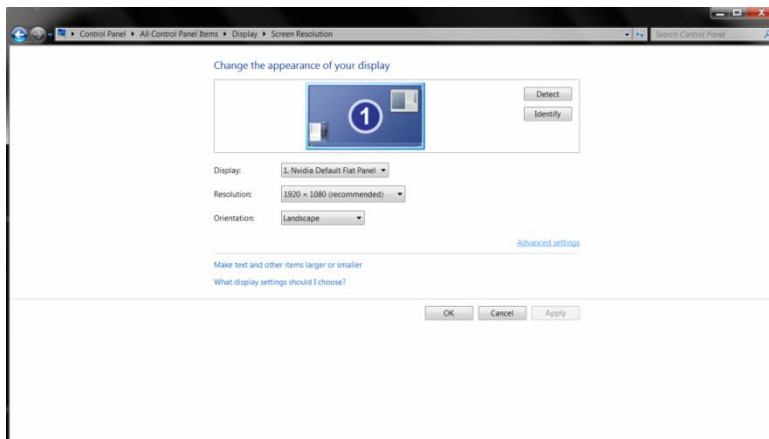 Control Panel ▸ All Control Panel Items ▸ Display ▸ Screen Resolution
Search Control Panel
Change the appearance of your display
1
Detect
Identify
Display: 1. Nvidia Default Flat Panel
Resolution: 1920 × 1080 (recommended)
Orientation: Landscape
Advanced settings
Make text and other items larger or smaller
What display settings should I choose?
OK Cancel Apply